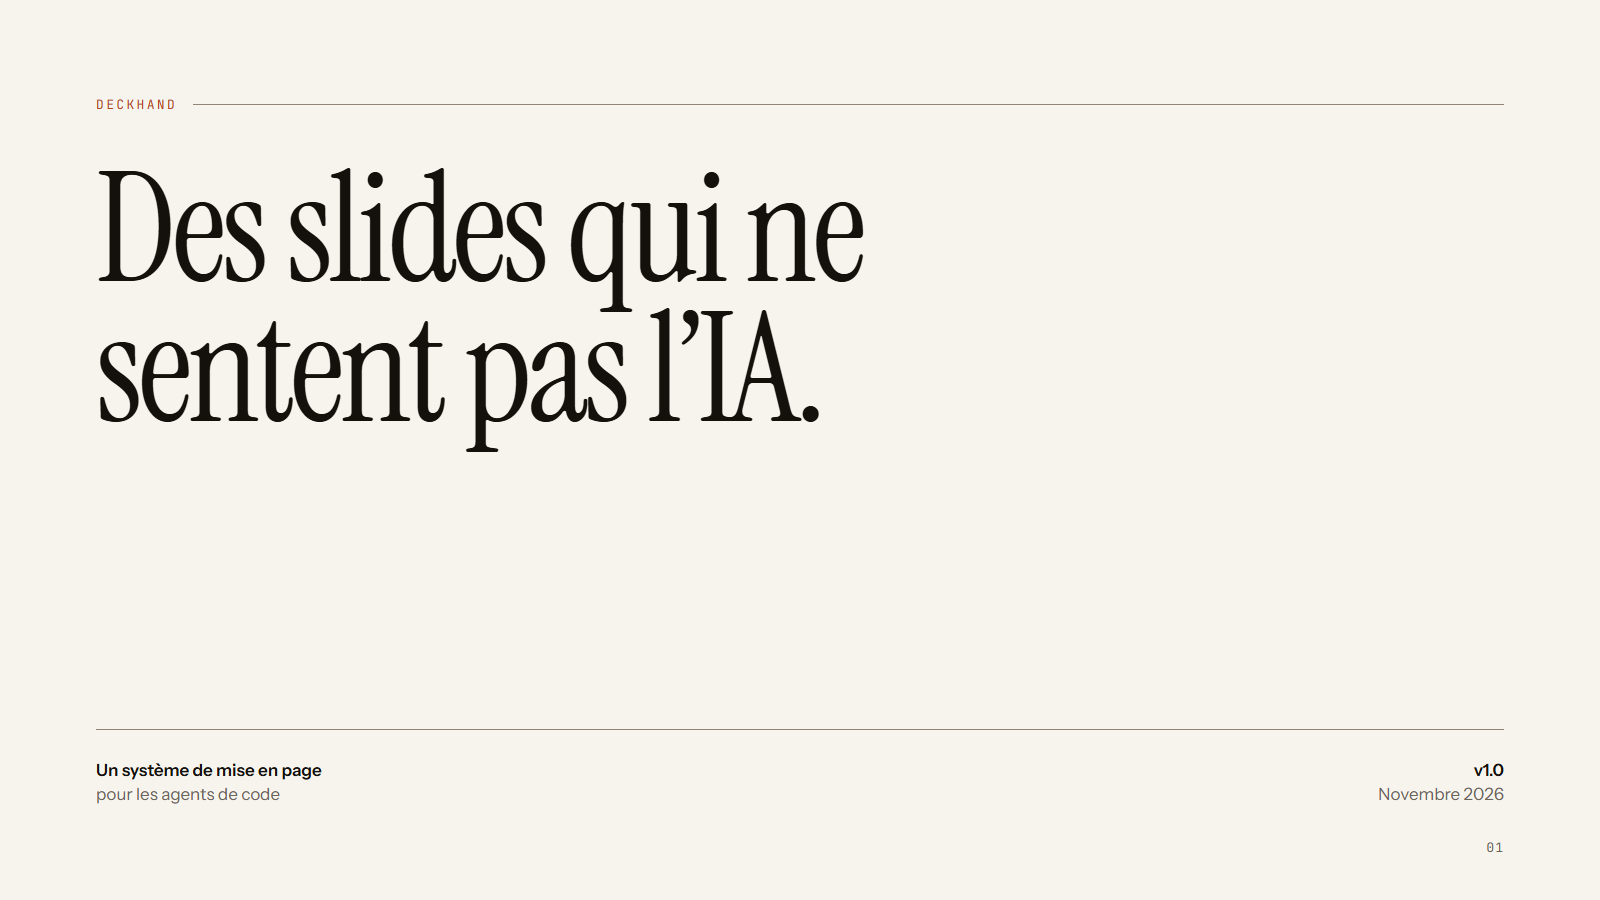 DECKHAND
Des slides qui ne
sentent pas l’IA.
Un système de mise en page
pour les agents de code
v1.0
Novembre 2026
01